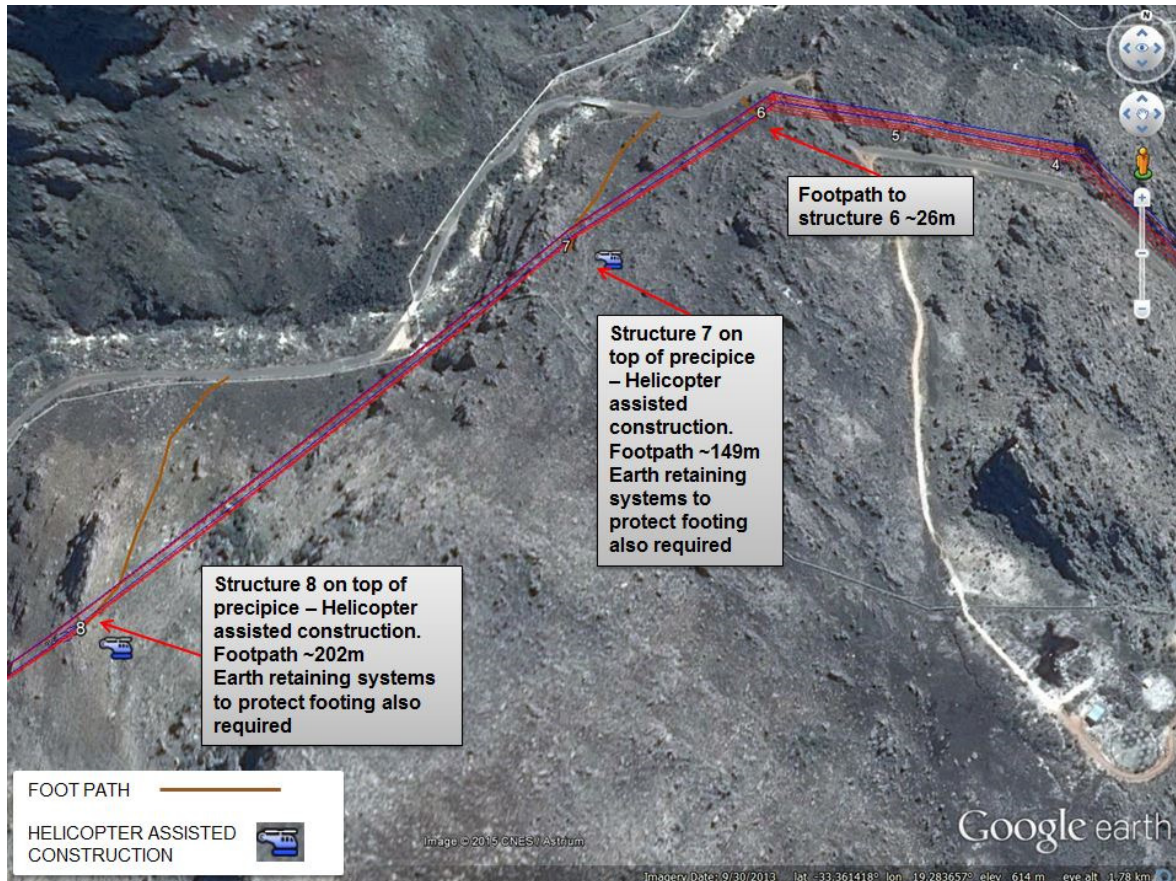 N
6
5
4
Footpath to
structure 6 ~26m
7
Structure 7 on
top of precipice
– Helicopter
assisted
construction.
Footpath ~149m
Earth retaining
systems to
protect footing
also required
8
Structure 8 on top of
precipice – Helicopter
assisted construction.
Footpath ~202m
Earth retaining systems
to protect footing also
required
FOOT PATH
HELICOPTER ASSISTED
CONSTRUCTION
Image © 2015 CNES / Astrium
Google earth
Imagery Date: 9/30/2013 lat -33.361418° lon 19.283657° elev 614 m eye alt 1.78 km